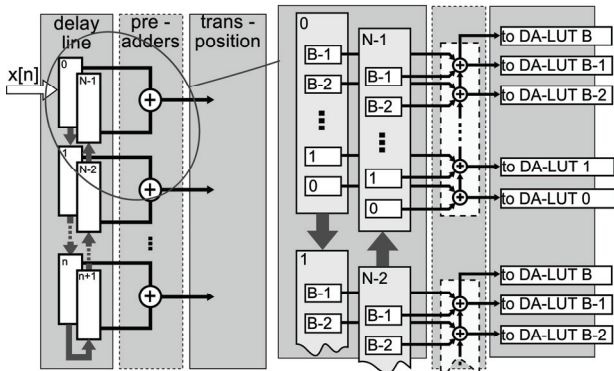 delay line
pre-adders
trans-position
x[n]
0
N-1
1
N-2
n
n+1
0
N-1
B-1
B-1
B-2
B-2
1
1
0
0
to DA-LUT B
to DA-LUT B-1
to DA-LUT B-2
to DA-LUT 1
to DA-LUT 0
1
N-2
B-1
B-1
B-2
B-2
to DA-LUT B
to DA-LUT B-1
to DA-LUT B-2